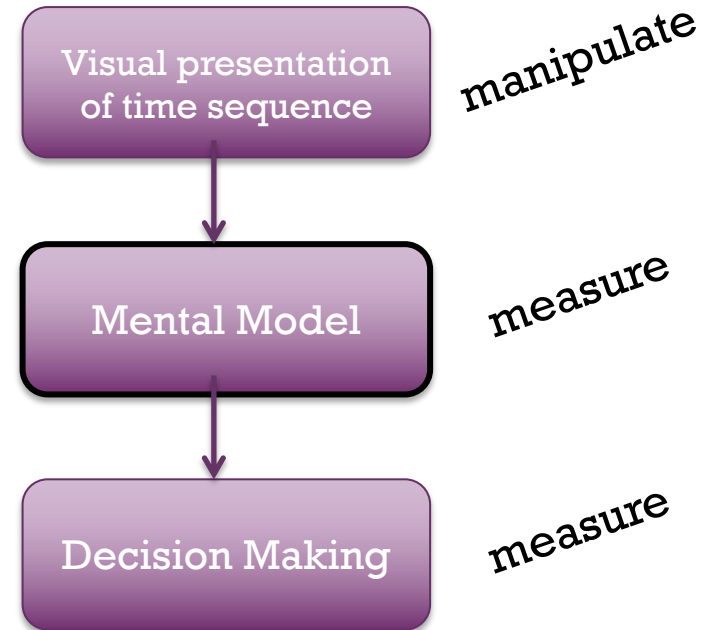 Visual presentation
of time sequence
manipulate
Mental Model
measure
Decision Making
measure